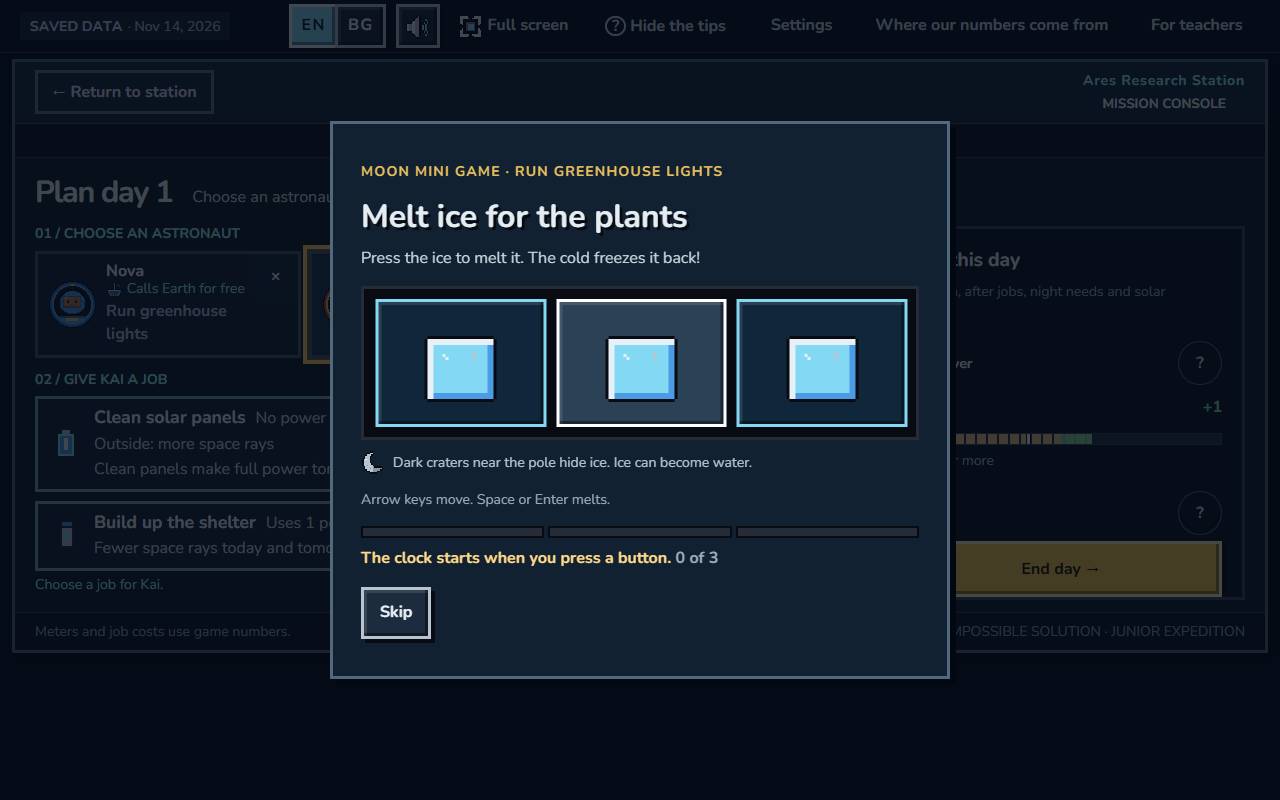 SAVED DATA · Nov 14, 2026
EN
BG
Full screen
? Hide the tips
Settings
Where our numbers come from
For teachers
← Return to station
Ares Research Station
MISSION CONSOLE
Plan day 1
Choose an
01 / CHOOSE AN ASTRONAUT
Nova
Calls Earth for free
Run greenhouse
lights
×
02 / GIVE KAI A JOB
Clean solar panels No power
Outside: more space rays
Clean panels make full power
Build up the shelter Uses 1
Fewer space rays today and
Choose a job for Kai.
Meters and job costs use game numbers.
MOON MINI GAME · RUN GREENHOUSE LIGHTS
Melt ice for the plants
Press the ice to melt it. The cold freezes it back!
Dark craters near the pole hide ice. Ice can become water.
Arrow keys move. Space or Enter melts.
The clock starts when you press a button. 0 of 3
Skip
this day
, after jobs, night needs and solar
?
+1
more
?
End day →
SOLUTION · JUNIOR EXPEDITION